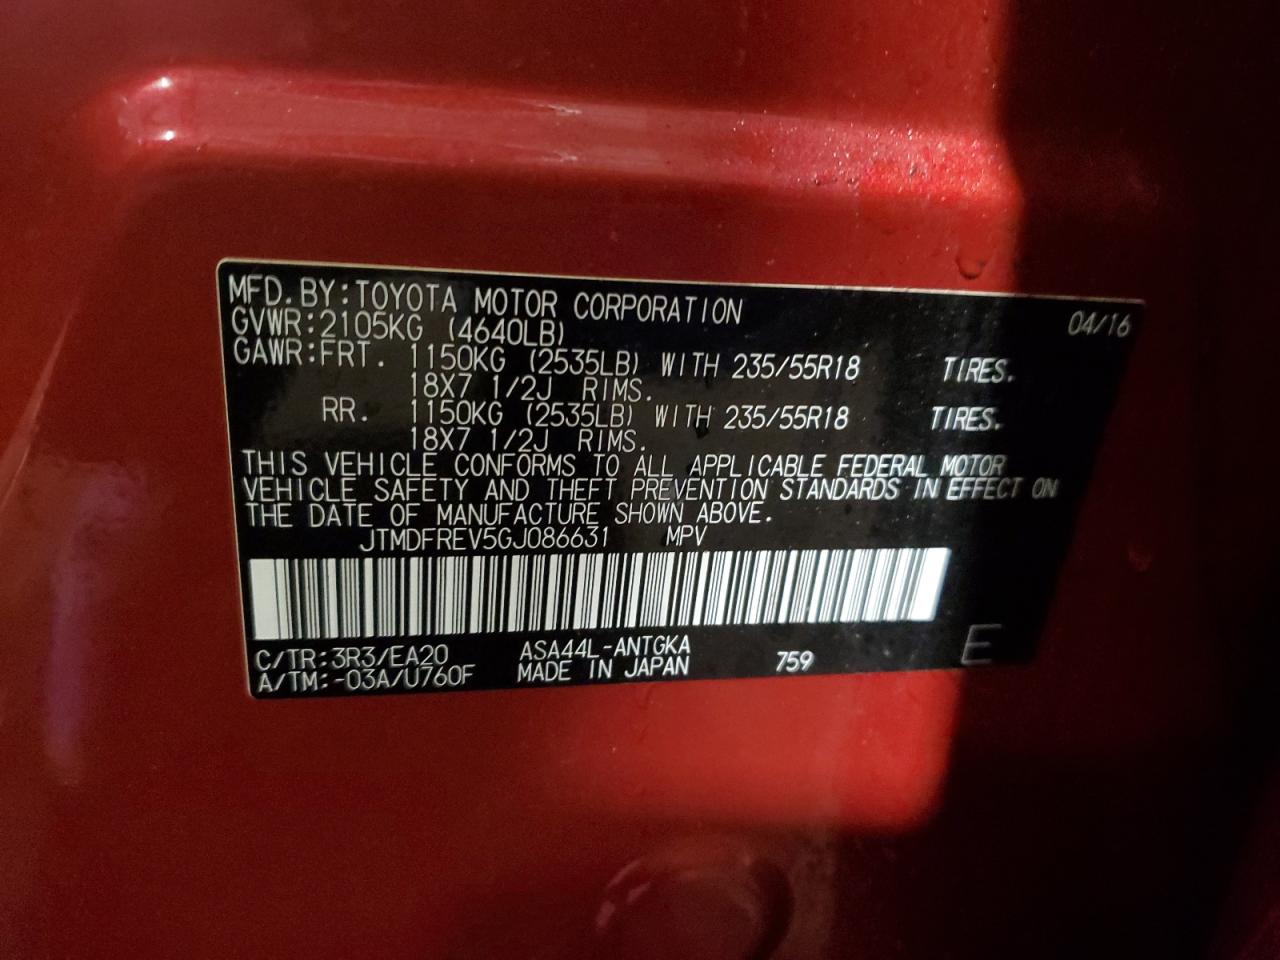 MFD. BY: TOYOTA MOTOR CORPORATION 04/16
GVWR: 2105KG (4640LB)
GAWR: FRT. 1150KG (2535LB) WITH 235/55R18 TIRES.
18X7 1/2J RIMS.
RR. 1150KG (2535LB) WITH 235/55R18 TIRES.
18X7 1/2J RIMS.
THIS VEHICLE CONFORMS TO ALL APPLICABLE FEDERAL MOTOR
VEHICLE SAFETY AND THEFT PREVENTION STANDARDS IN EFFECT ON
THE DATE OF MANUFACTURE SHOWN ABOVE.
JTMDFREV5GJ086631 MPV
C/TR: 3R3/EA20 ASA44L-ANTGKA
A/TM: -03A/U760F MADE IN JAPAN 759 E